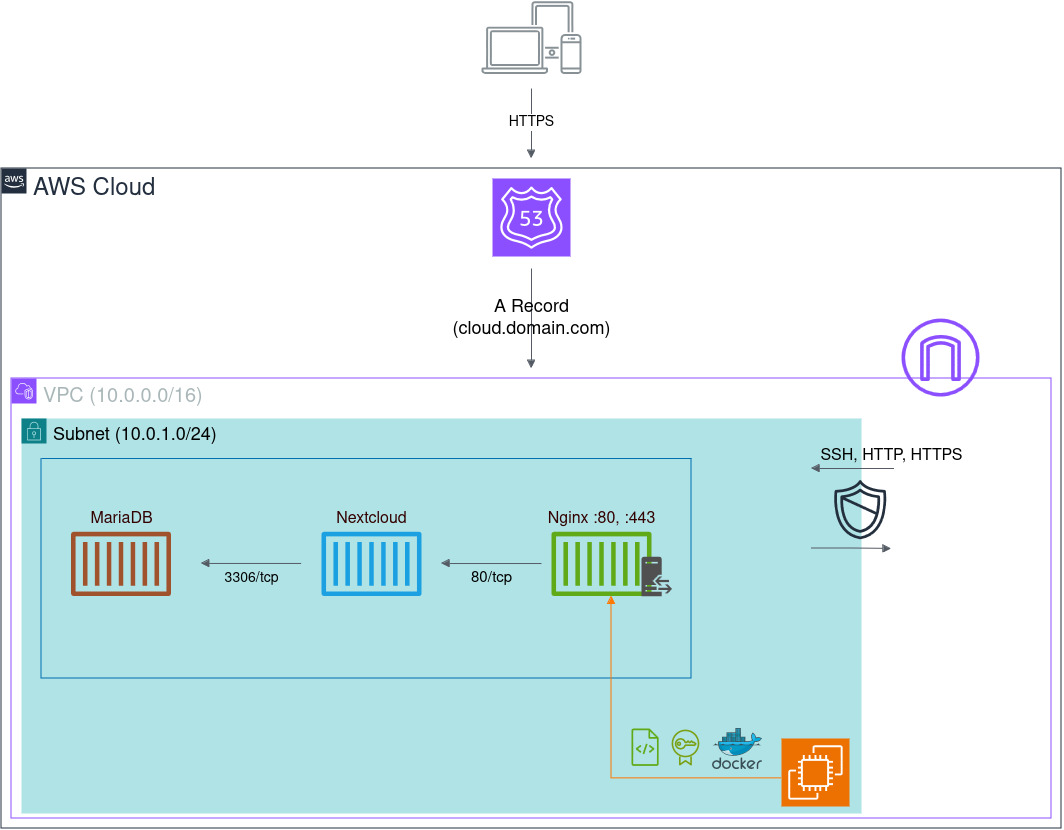 HTTPS
aws
AWS Cloud
53
A Record
(cloud.domain.com)
VPC (10.0.0.0/16)
Subnet (10.0.1.0/24)
SSH, HTTP, HTTPS
MariaDB
Nextcloud
Nginx :80, :443
3306/tcp
80/tcp
</>
docker